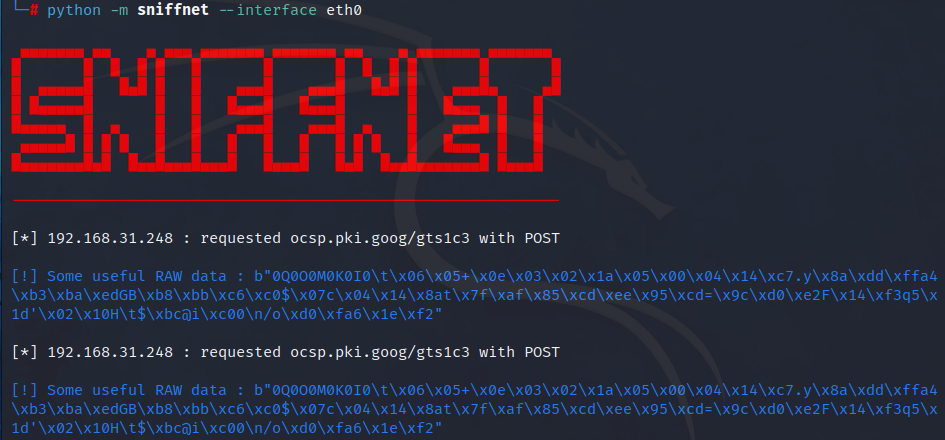 └─# python -m sniffnet --interface eth0
SNIFFNET
[*] 192.168.31.248 : requested ocsp.pki.goog/gts1c3 with POST
[!] Some useful RAW data : b"0Q0O0M0K0I0\t\x06\x05+\x0e\x03\x02\x1a\x05\x00\x04\x14\xc7.y\x8a\xdd\xffa4
\xb3\xba\xedGB\xb8\xbb\xc6\xc0$\x07c\x04\x14\x8at\x7f\xaf\x85\xcd\xee\x95\xcd=\x9c\xd0\xe2F\x14\xf3q5\x
1d'\x02\x10H\t$\xbc@i\xc00\n/o\xd0\xfa6\x1e\xf2"
[*] 192.168.31.248 : requested ocsp.pki.goog/gts1c3 with POST
[!] Some useful RAW data : b"0Q0O0M0K0I0\t\x06\x05+\x0e\x03\x02\x1a\x05\x00\x04\x14\xc7.y\x8a\xdd\xffa4
\xb3\xba\xedGB\xb8\xbb\xc6\xc0$\x07c\x04\x14\x8at\x7f\xaf\x85\xcd\xee\x95\xcd=\x9c\xd0\xe2F\x14\xf3q5\x
1d'\x02\x10H\t$\xbc@i\xc00\n/o\xd0\xfa6\x1e\xf2"